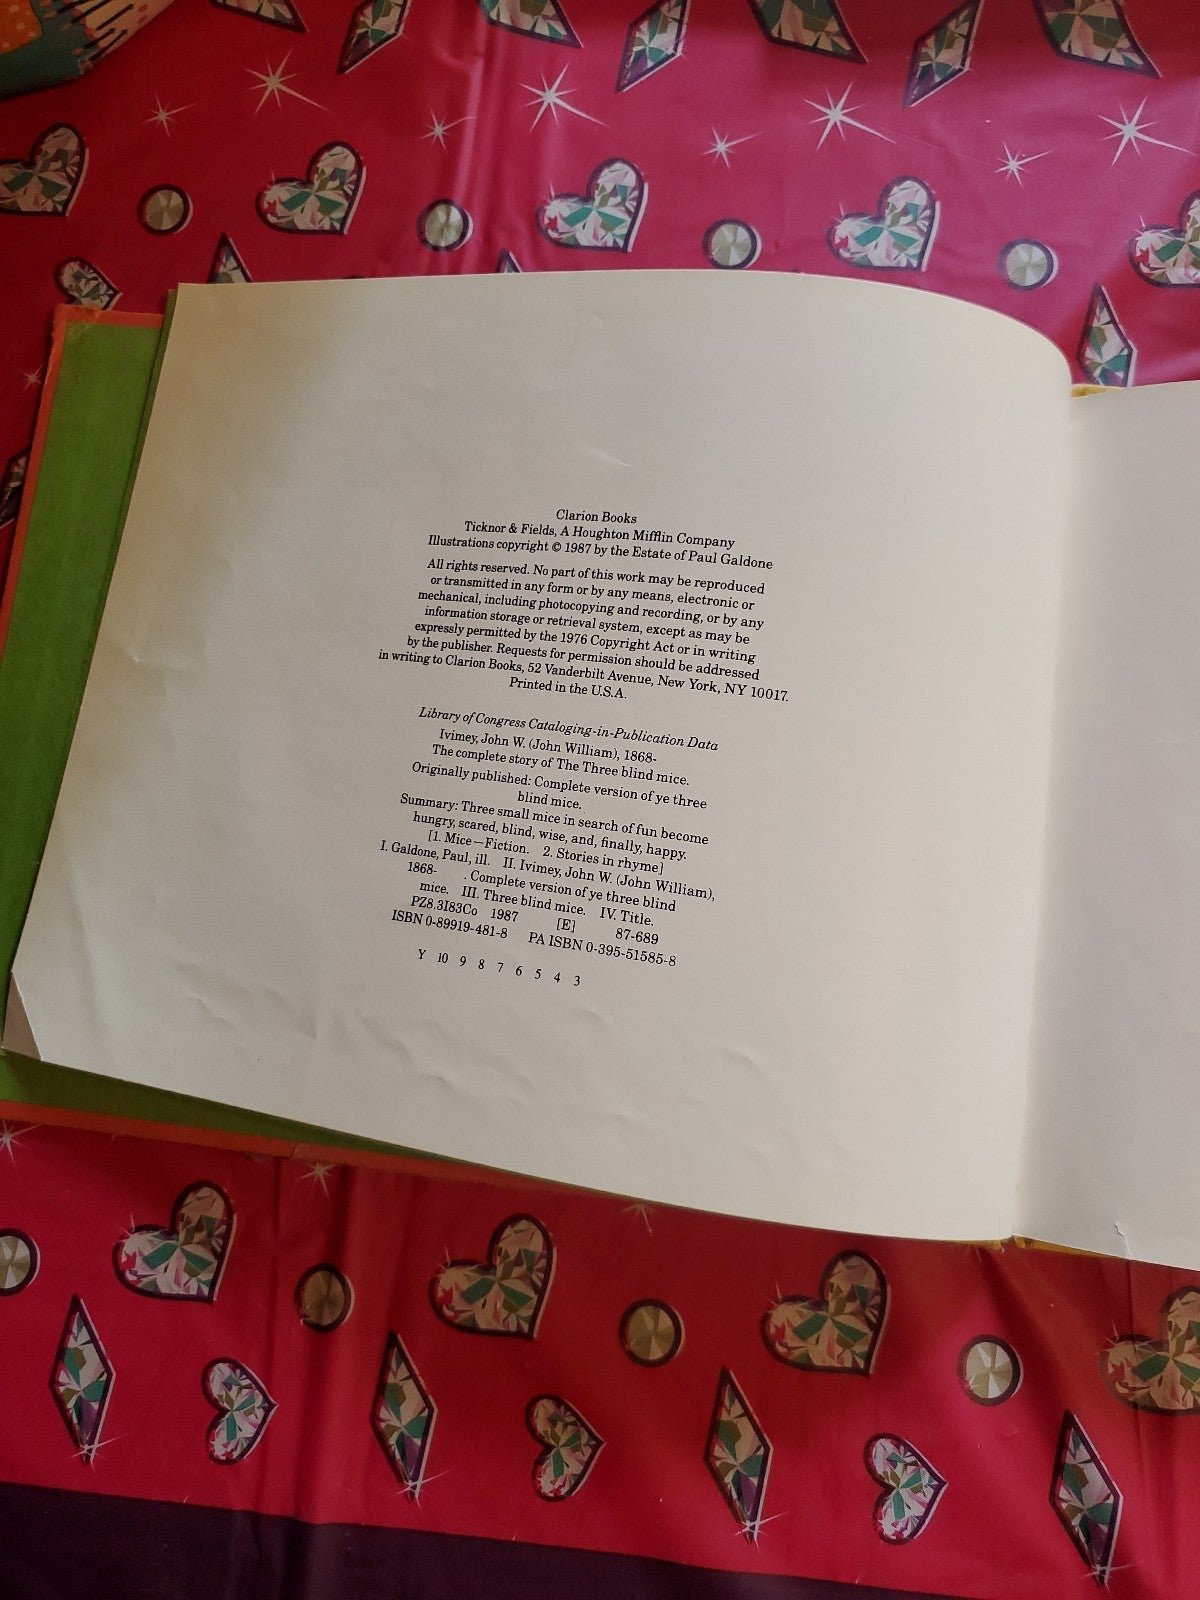 Clarion Books
Ticknor & Fields, A Houghton Mifflin Company
Illustrations copyright © 1987 by the Estate of Paul Galdone
All rights reserved. No part of this work may be reproduced
or transmitted in any form or by any means, electronic or
mechanical, including photocopying and recording, or by any
information storage or retrieval system, except as may be
expressly permitted by the 1976 Copyright Act or in writing
by the publisher. Requests for permission should be addressed
in writing to Clarion Books, 52 Vanderbilt Avenue, New York, NY 10017.
Printed in the U.S.A.
Library of Congress Cataloging-in-Publication Data
Ivimey, John W. (John William), 1868-
The complete story of The Three blind mice.
Originally published: Complete version of ye three
blind mice.
Summary: Three small mice in search of fun become
hungry, scared, blind, wise, and, finally, happy.
[1. Mice—Fiction. 2. Stories in rhyme]
I. Galdone, Paul, ill. II. Ivimey, John W. (John William),
1868- . Complete version of ye three blind
mice. III. Three blind mice. IV. Title.
PZ8.3I83Co 1987 [E] 87-689
ISBN 0-89919-481-8 PA ISBN 0-395-51585-8
Y 10 9 8 7 6 5 4 3